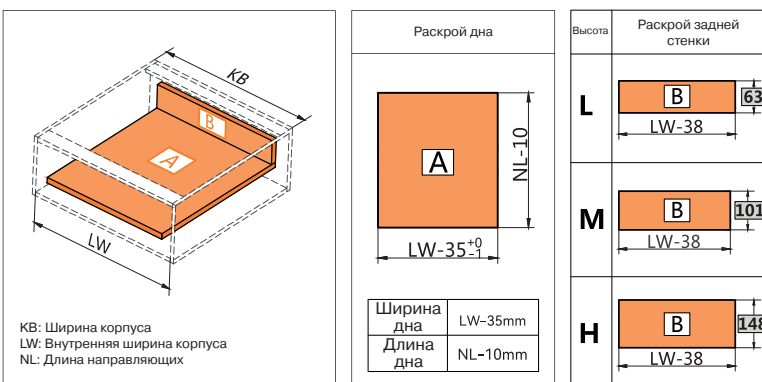 KB
B
A
LW
KB: Ширина корпуса
LW: Внутренняя ширина корпуса
NL: Длина направляющих
Раскрой дна
A
NL-10
LW-35+0-1
Ширина дна
LW-35mm
Длина дна
NL-10mm
Высота
Раскрой задней
стенки
L
B
63
LW-38
M
B
101
LW-38
H
B
148
LW-38